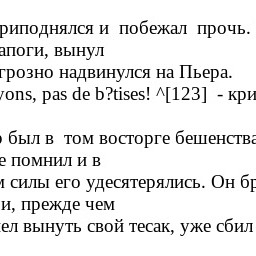 риподнялся и побежал прочь.
апоги, вынул
грозно надвинулся на Пьера.
yons, pas de b?tises! ^[123] - кри
о был в том восторге бешенства
е помнил и в
м силы его удесятерялись. Он бр
и, прежде чем
ел вынуть свой тесак, уже сбил